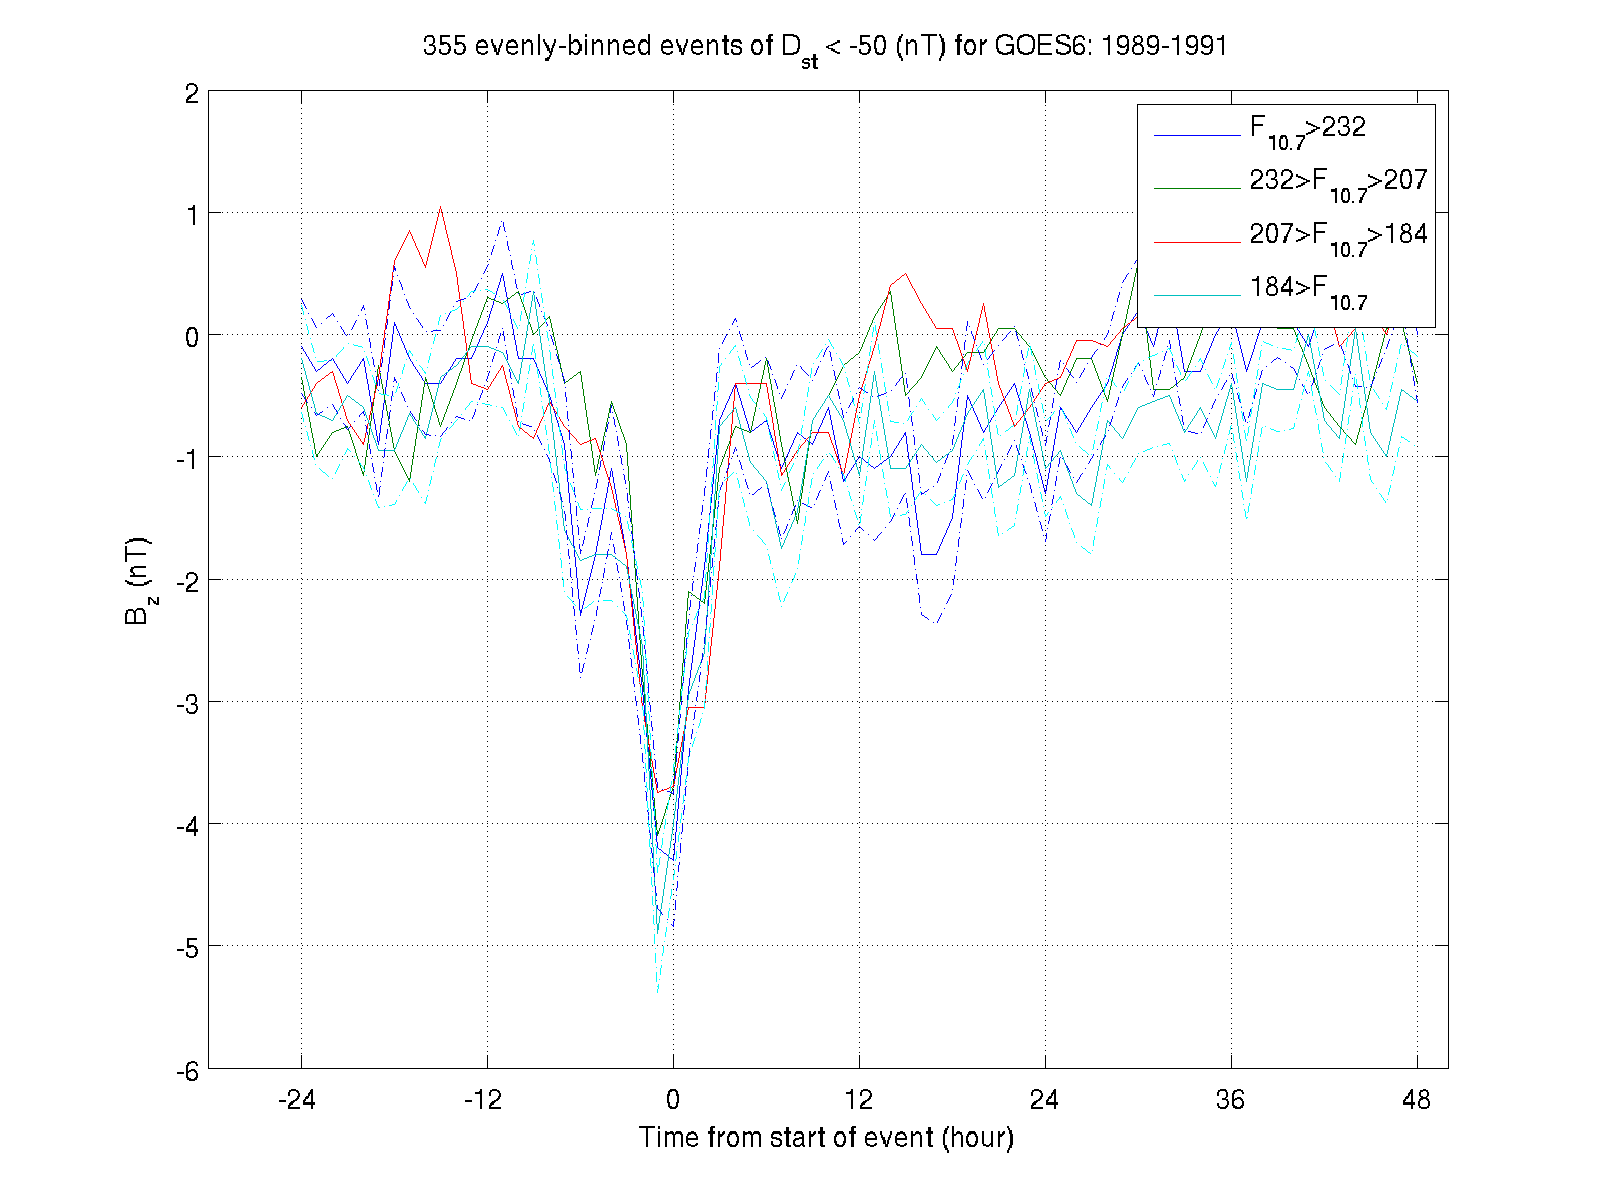 355 evenly-binned events of Dst < -50 (nT) for GOES6: 1989-1991
2
1
0
-1
-2
-3
-4
-5
-6
Bz (nT)
F10.7>232
232>F10.7>207
207>F10.7>184
184>F10.7
-24 -12 0 12 24 36 48
Time from start of event (hour)